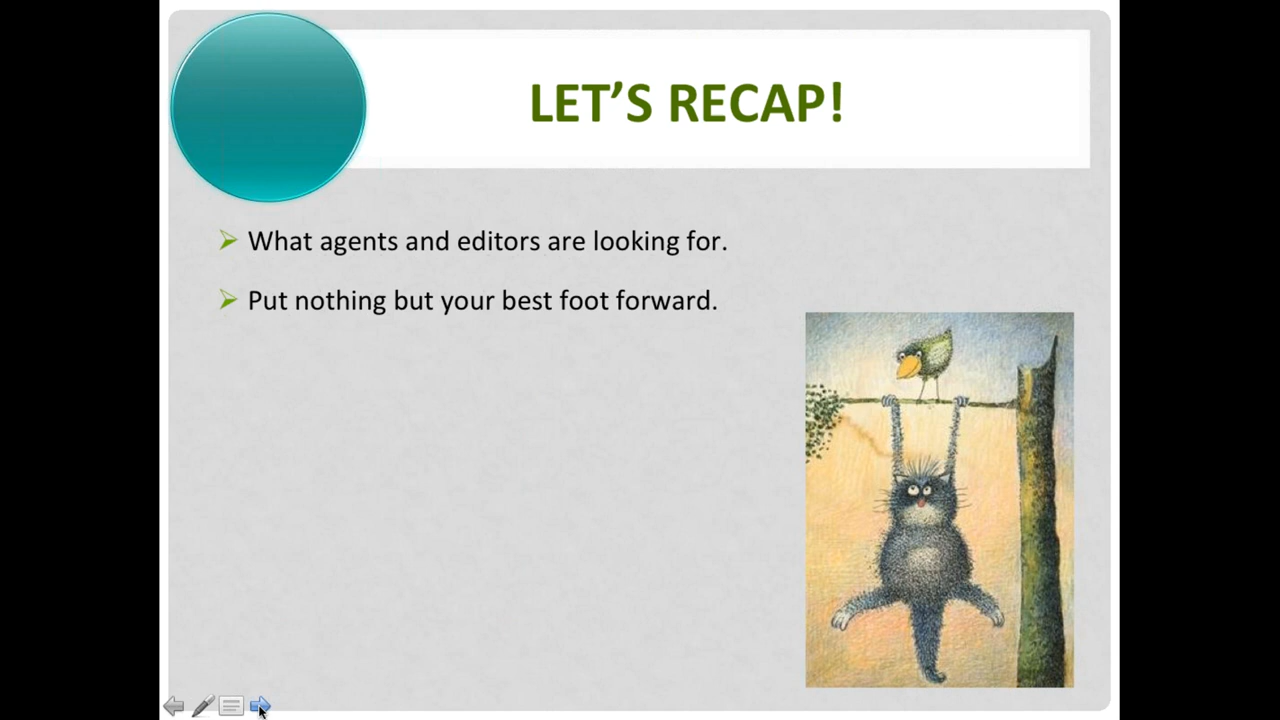 LET’S RECAP!
What agents and editors are looking for.
Put nothing but your best foot forward.